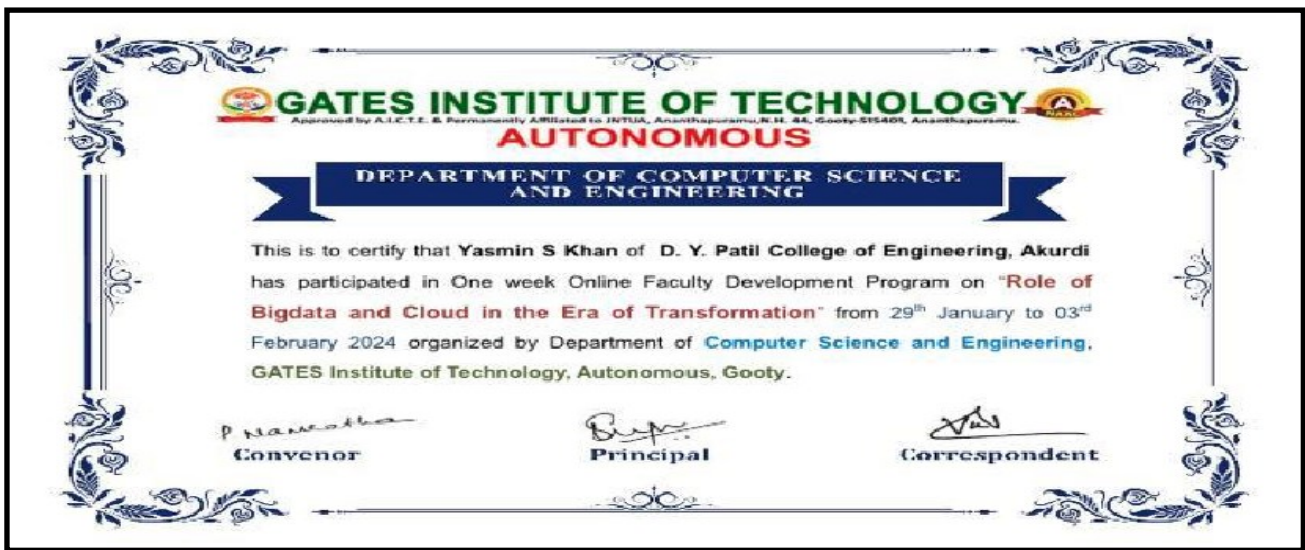 GATES INSTITUTE OF TECHNOLOGY
Approved by A.I.C.T.E. & Permanently Affiliated to JNTUA, Ananthapuramu, N.H. 44, Gooty-515401, Ananthapuramu.
NAAC
A
AUTONOMOUS
DEPARTMENT OF COMPUTER SCIENCE
AND ENGINEERING
This is to certify that Yasmin S Khan of D. Y. Patil College of Engineering, Akurdi
has participated in One week Online Faculty Development Program on "Role of
Bigdata and Cloud in the Era of Transformation" from 29th January to 03rd
February 2024 organized by Department of Computer Science and Engineering,
GATES Institute of Technology, Autonomous, Gooty.
Convenor Principal Correspondent